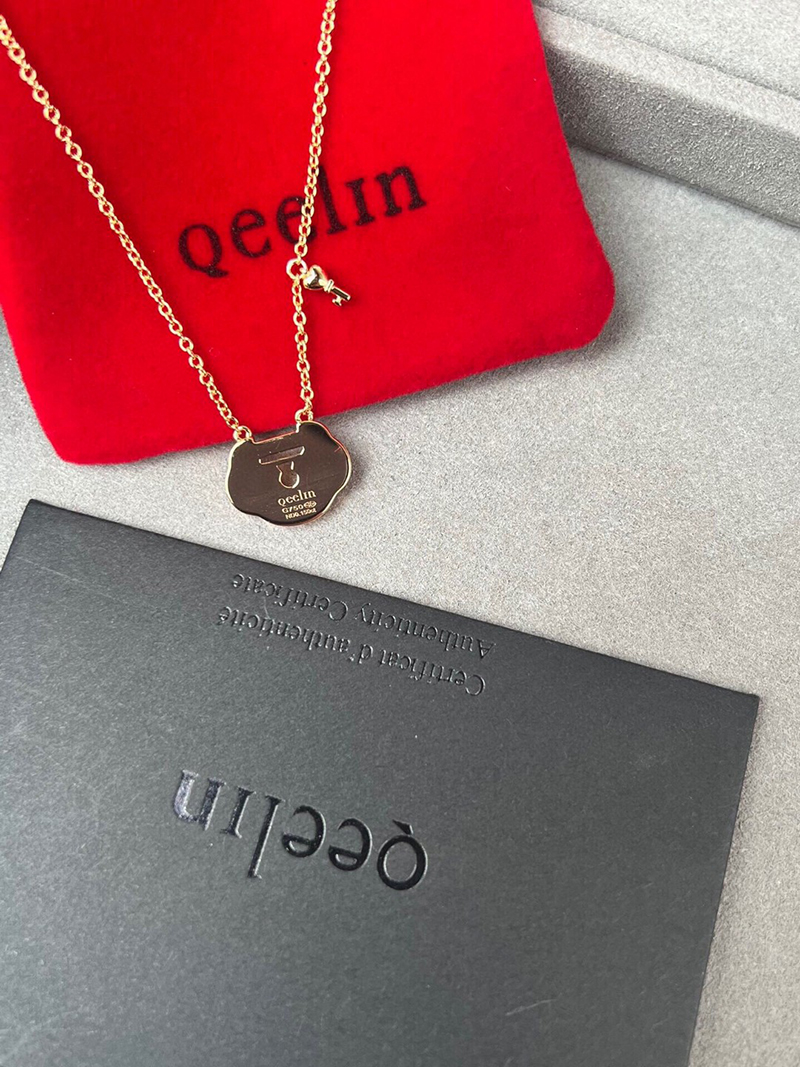 Qeelin
Qeelin
G750
Certificat d'authenticité
Authenticity Certificate
Qeelin